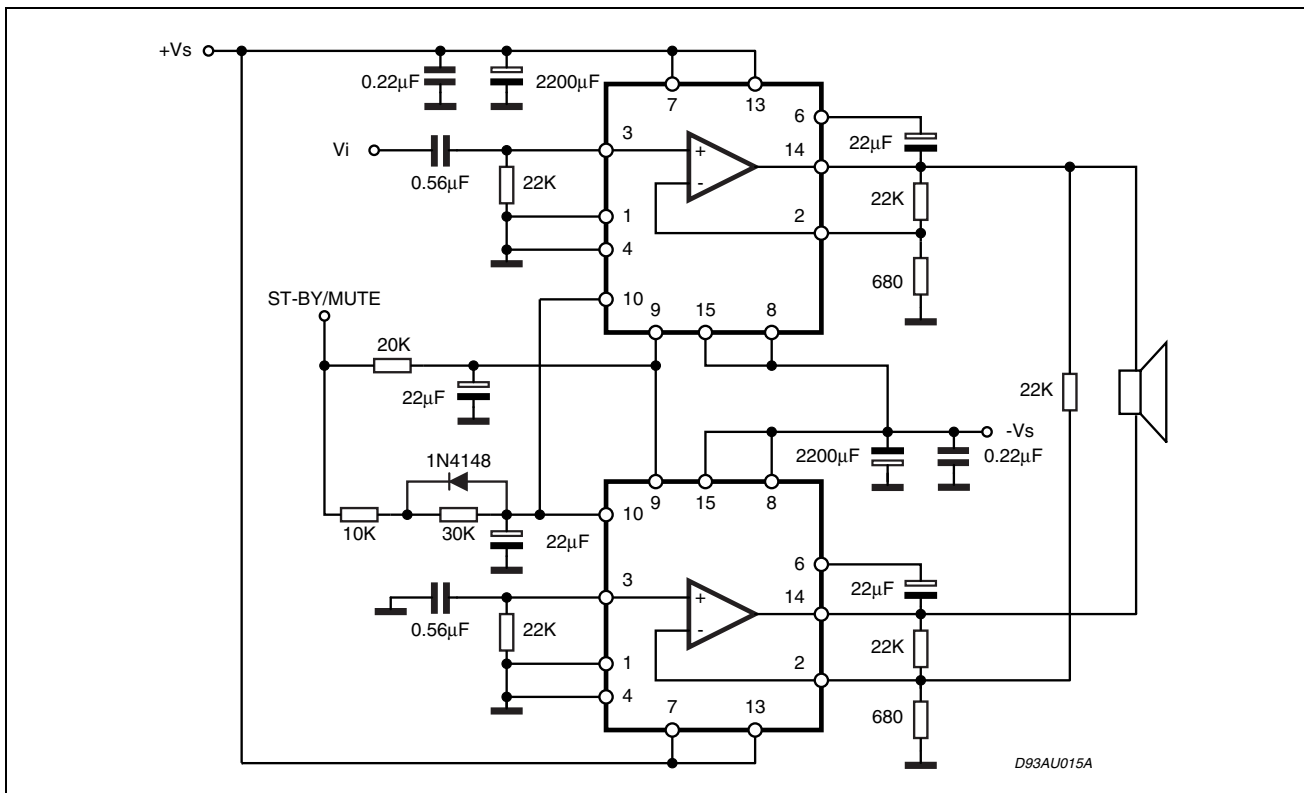 +Vs
0.22µF
2200µF
7
13
6
3
14
22µF
Vi
0.56µF
22K
+
-
22K
1
2
4
680
10
9
15
8
ST-BY/MUTE
20K
22µF
22K
-Vs
2200µF
0.22µF
1N4148
9
15
8
10K
30K
22µF
10
6
3
14
22µF
0.56µF
22K
+
-
22K
1
2
4
7
13
680
D93AU015A